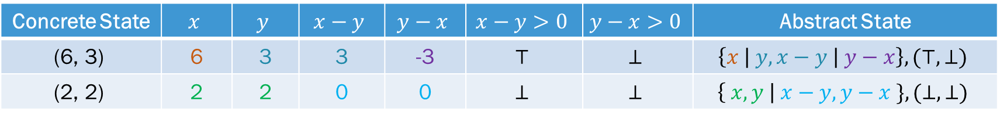 Concrete State x y x − y y − x x − y > 0 y − x > 0 Abstract State
(6, 3) 6 3 3 -3 ⊤ ⊥ {x | y, x − y | y − x}, (⊤, ⊥)
(2, 2) 2 2 0 0 ⊥ ⊥ { x, y | x − y, y − x }, (⊥, ⊥)